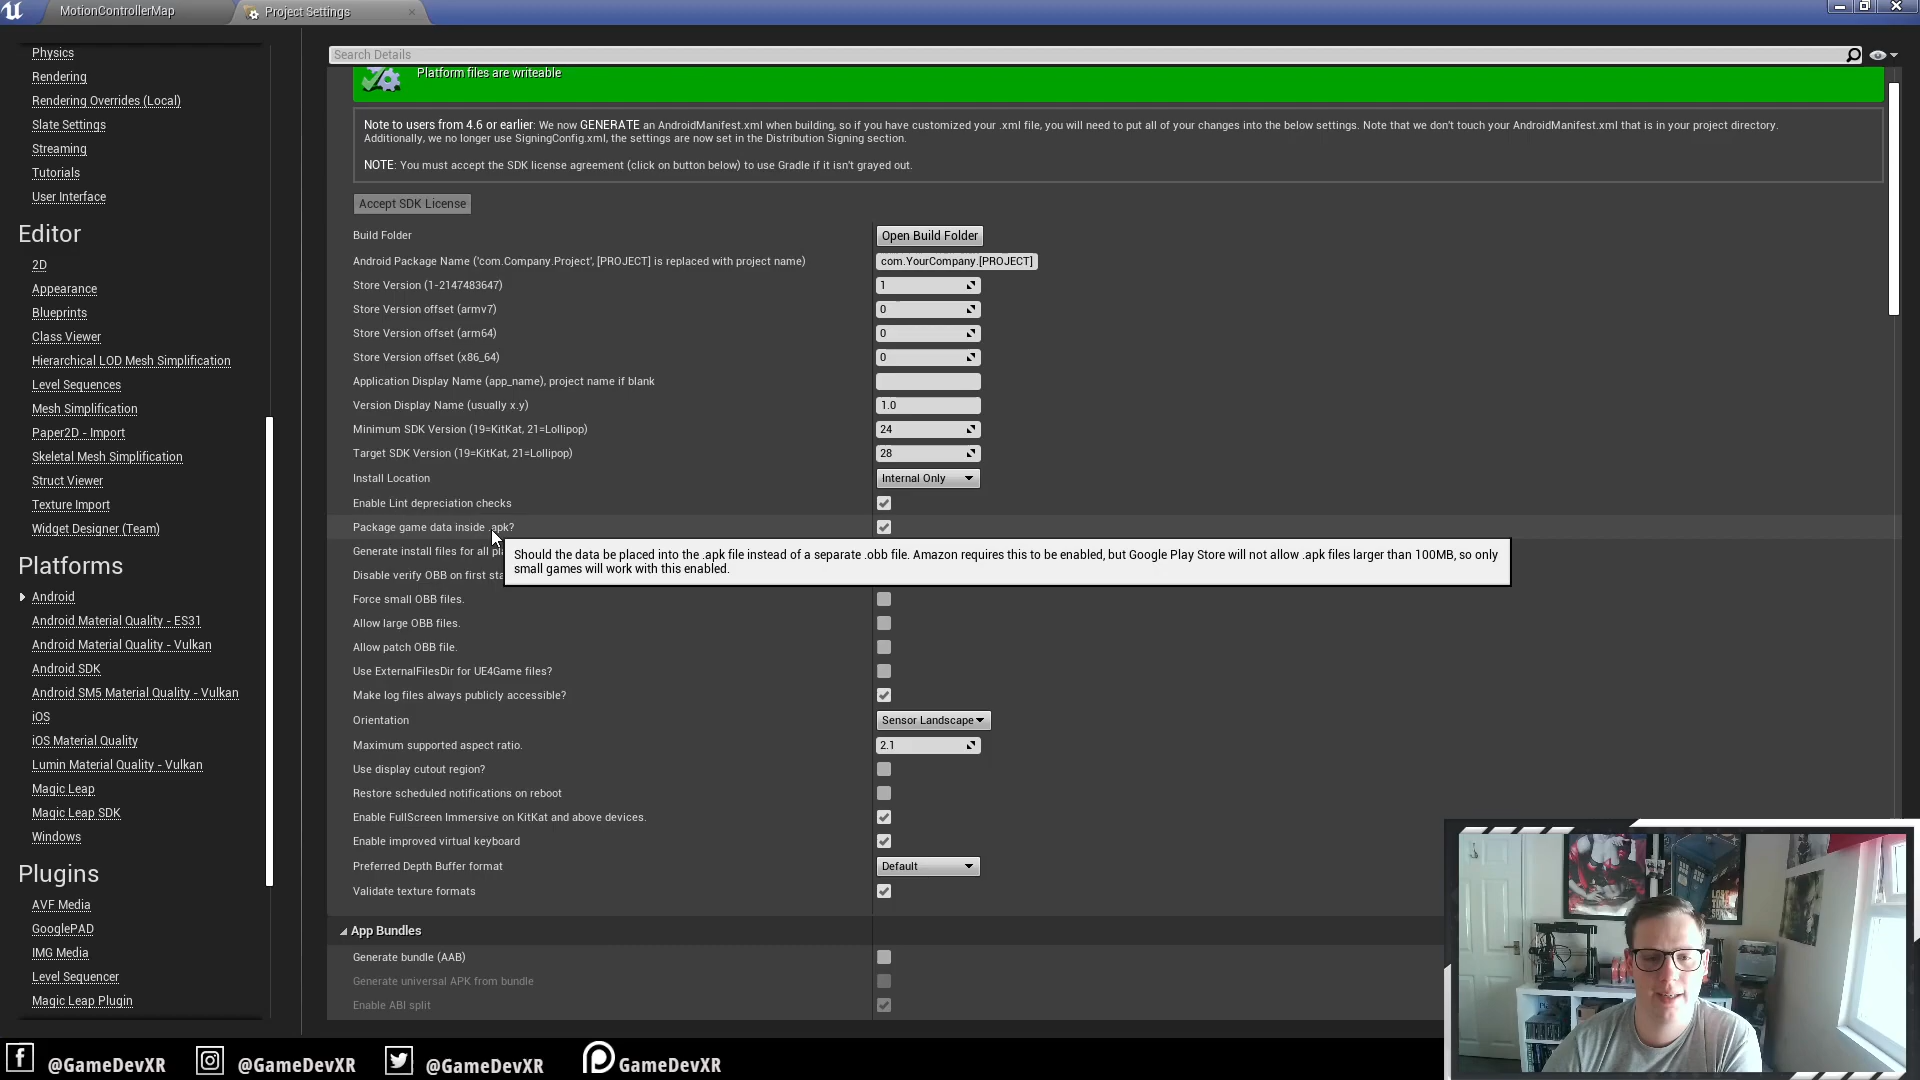 MotionControllerMap
Project Settings
Physics
Rendering
Rendering Overrides (Local)
Slate Settings
Streaming
Tutorials
User Interface
Editor
2D
Appearance
Blueprints
Class Viewer
Hierarchical LOD Mesh Simplification
Level Sequences
Mesh Simplification
Paper2D - Import
Skeletal Mesh Simplification
Struct Viewer
Texture Import
Widget Designer (Team)
Platforms
Android
Android Material Quality - ES31
Android Material Quality - Vulkan
Android SDK
Android SM5 Material Quality - Vulkan
iOS
iOS Material Quality
Lumin Material Quality - Vulkan
Magic Leap
Magic Leap SDK
Windows
Plugins
AVF Media
GooglePAD
IMG Media
Level Sequencer
Magic Leap Plugin
Search Details
Platform files are writeable
Note to users from 4.6 or earlier: We now GENERATE an AndroidManifest.xml when building, so if you have customized your .xml file, you will need to put all of your changes into the below settings. Note that we don't touch your AndroidManifest.xml that is in your project directory.
Additionally, we no longer use SigningConfig.xml, the settings are now set in the Distribution Signing section.
NOTE: You must accept the SDK license agreement (click on button below) to use Gradle if it isn't grayed out.
Accept SDK License
Build Folder Open Build Folder
Android Package Name ('com.Company.Project', [PROJECT] is replaced with project name) com.YourCompany.[PROJECT]
Store Version (1-2147483647) 1
Store Version offset (armv7) 0
Store Version offset (arm64) 0
Store Version offset (x86_64) 0
Application Display Name (app_name), project name if blank
Version Display Name (usually x.y) 1.0
Minimum SDK Version (19=KitKat, 21=Lollipop) 24
Target SDK Version (19=KitKat, 21=Lollipop) 28
Install Location Internal Only
Enable Lint depreciation checks
Package game data inside .apk?
Generate install files for all pl
Should the data be placed into the .apk file instead of a separate .obb file. Amazon requires this to be enabled, but Google Play Store will not allow .apk files larger than 100MB, so only
small games will work with this enabled.
Disable verify OBB on first sta
Force small OBB files.
Allow large OBB files.
Allow patch OBB file.
Use ExternalFilesDir for UE4Game files?
Make log files always publicly accessible?
Orientation Sensor Landscape
Maximum supported aspect ratio. 2.1
Use display cutout region?
Restore scheduled notifications on reboot
Enable FullScreen Immersive on KitKat and above devices.
Enable improved virtual keyboard
Preferred Depth Buffer format Default
Validate texture formats
App Bundles
Generate bundle (AAB)
Generate universal APK from bundle
Enable ABI split
@GameDevXR
@GameDevXR
@GameDevXR
GameDevXR